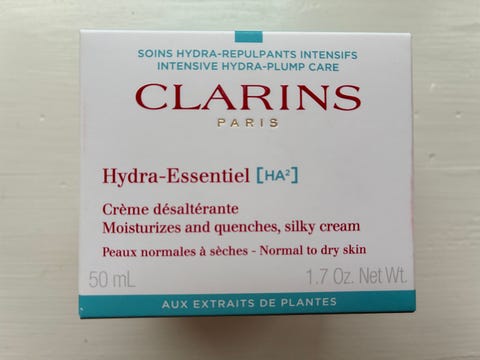 SOINS HYDRA-REPULPANTS INTENSIFS
INTENSIVE HYDRA-PLUMP CARE
CLARINS
PARIS
Hydra-Essentiel [HA²]
Crème désaltérante
Moisturizes and quenches, silky cream
Peaux normales à sèches - Normal to dry skin
50 mL 1.7 Oz. Net Wt.
AUX EXTRAITS DE PLANTES